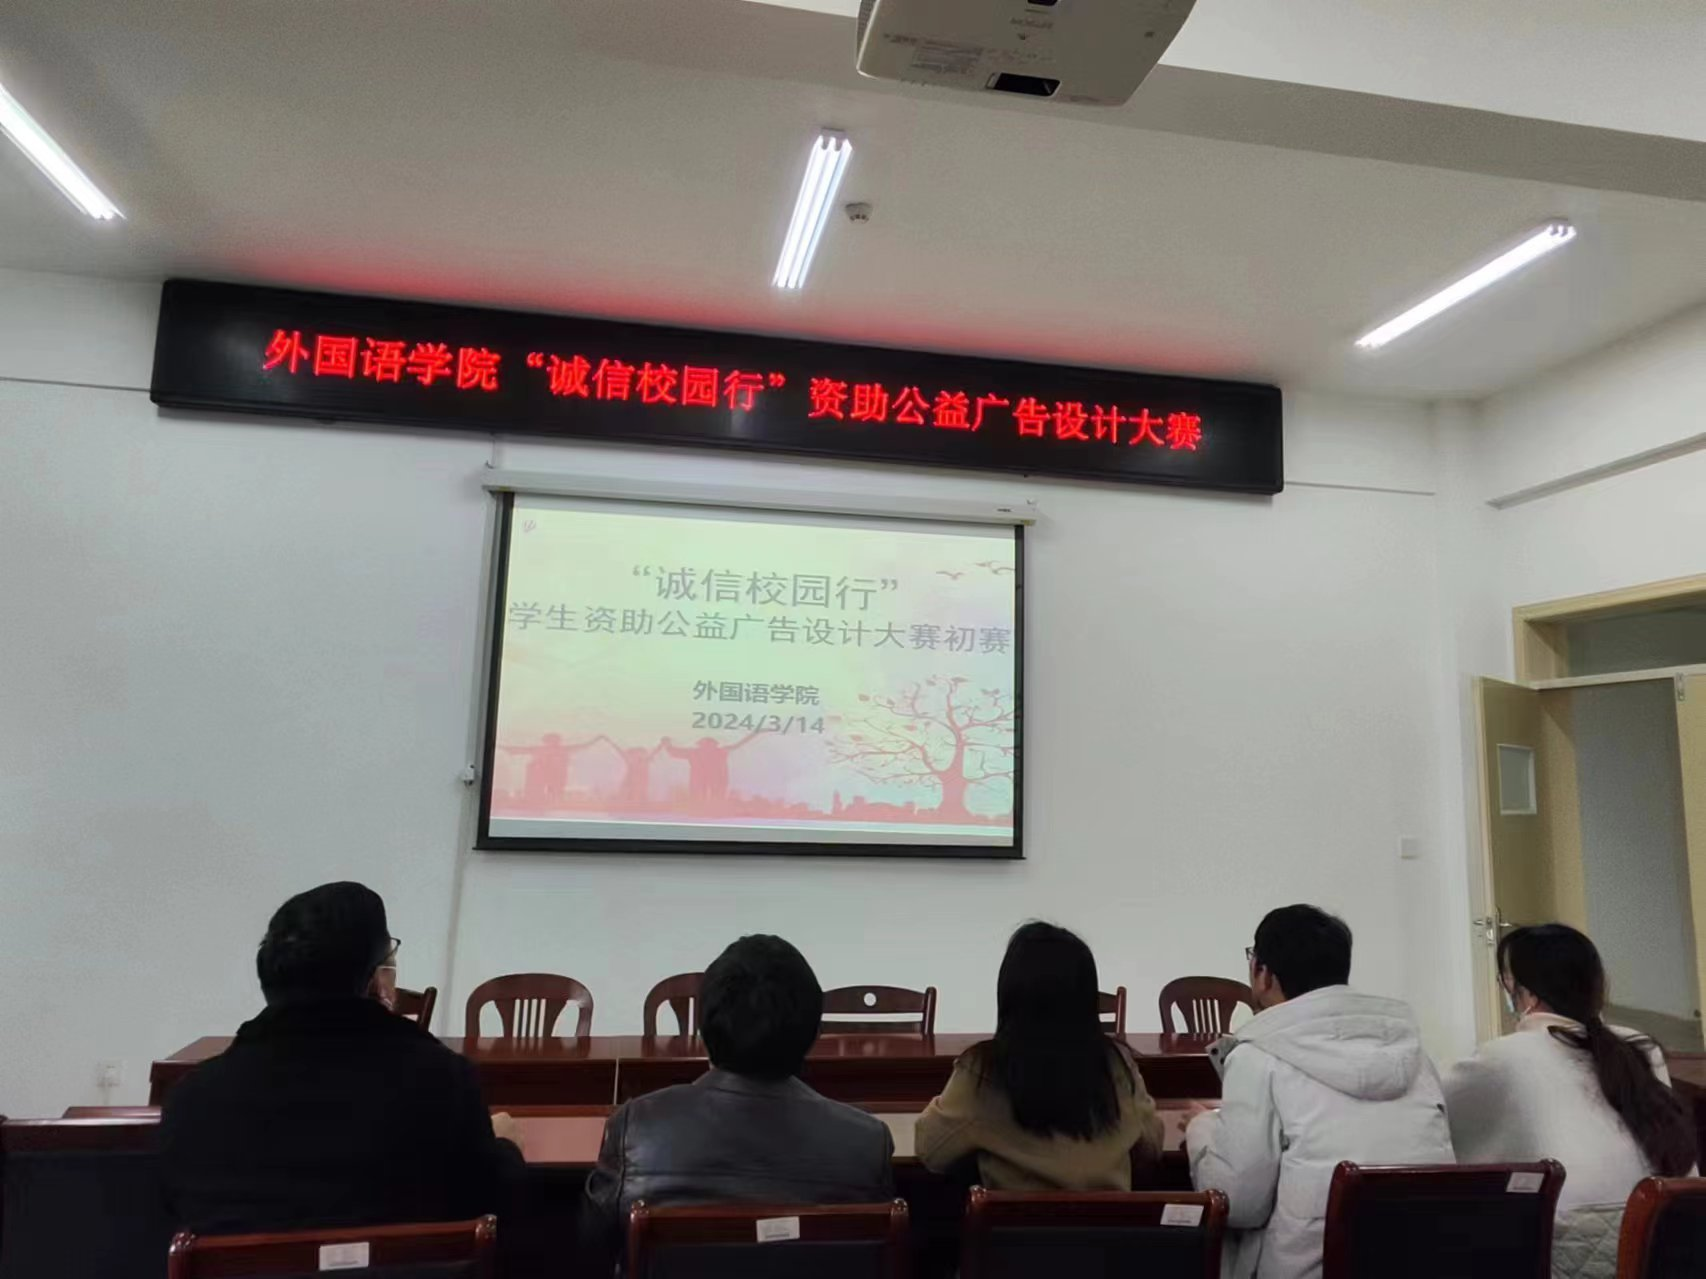 外国语学院“诚信校园行”资助公益广告设计大赛
“诚信校园行”
学生资助公益广告设计大赛初赛
外国语学院
2024/3/14